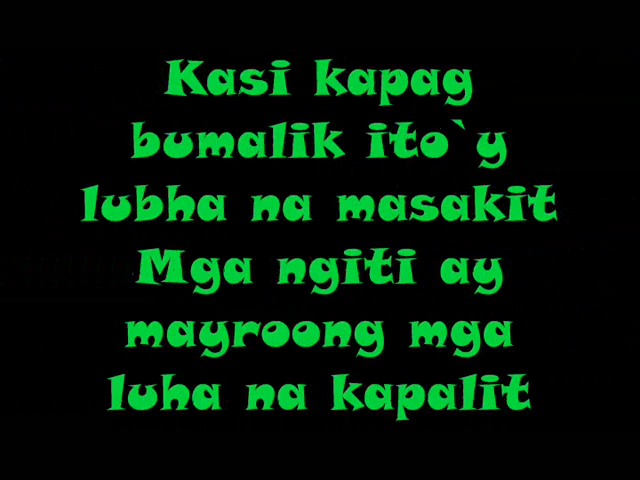 Kasi kapag
bumalik ito`y
lubha na masakit
Mga ngiti ay
mayroong mga
luha na kapalit